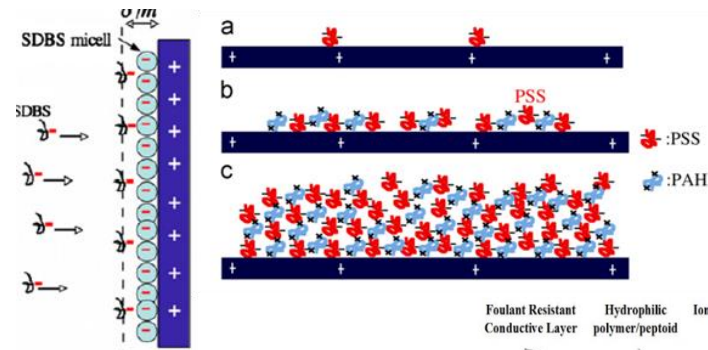 SDBS micell
SDBS
a
b
PSS
:PSS
:PAH
c
Foulant Resistant
Conductive Layer
Hydrophilic
polymer/peptoid